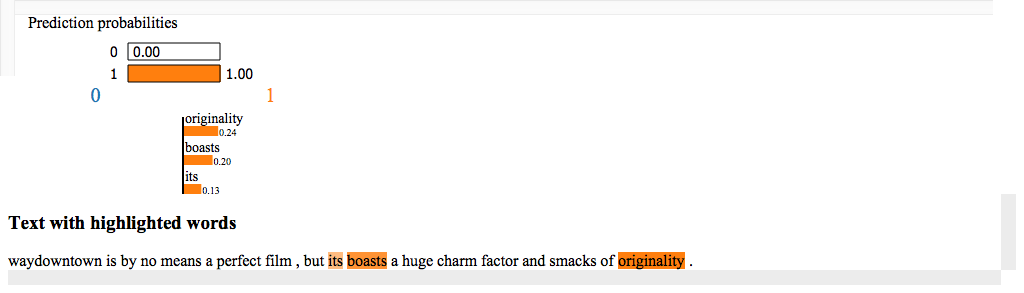 Prediction probabilities
0 0.00
1 1.00
0 1
originality
0.24
boasts
0.20
its
0.13
Text with highlighted words
waydowntown is by no means a perfect film , but its boasts a huge charm factor and smacks of originality .